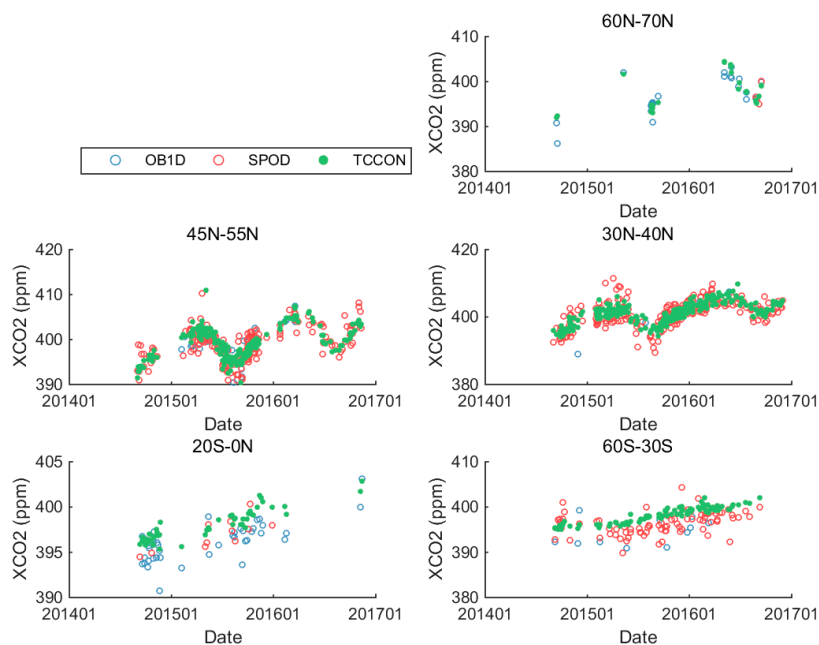 60N-70N
410
400
390
380
XCO2 (ppm)
201401 201501 201601 201701
Date
OB1D SPOD TCCON
45N-55N
420
410
400
390
XCO2 (ppm)
201401 201501 201601 201701
Date
30N-40N
420
400
380
XCO2 (ppm)
201401 201501 201601 201701
Date
20S-0N
405
400
395
390
XCO2 (ppm)
201401 201501 201601 201701
Date
60S-30S
410
400
390
380
XCO2 (ppm)
201401 201501 201601 201701
Date